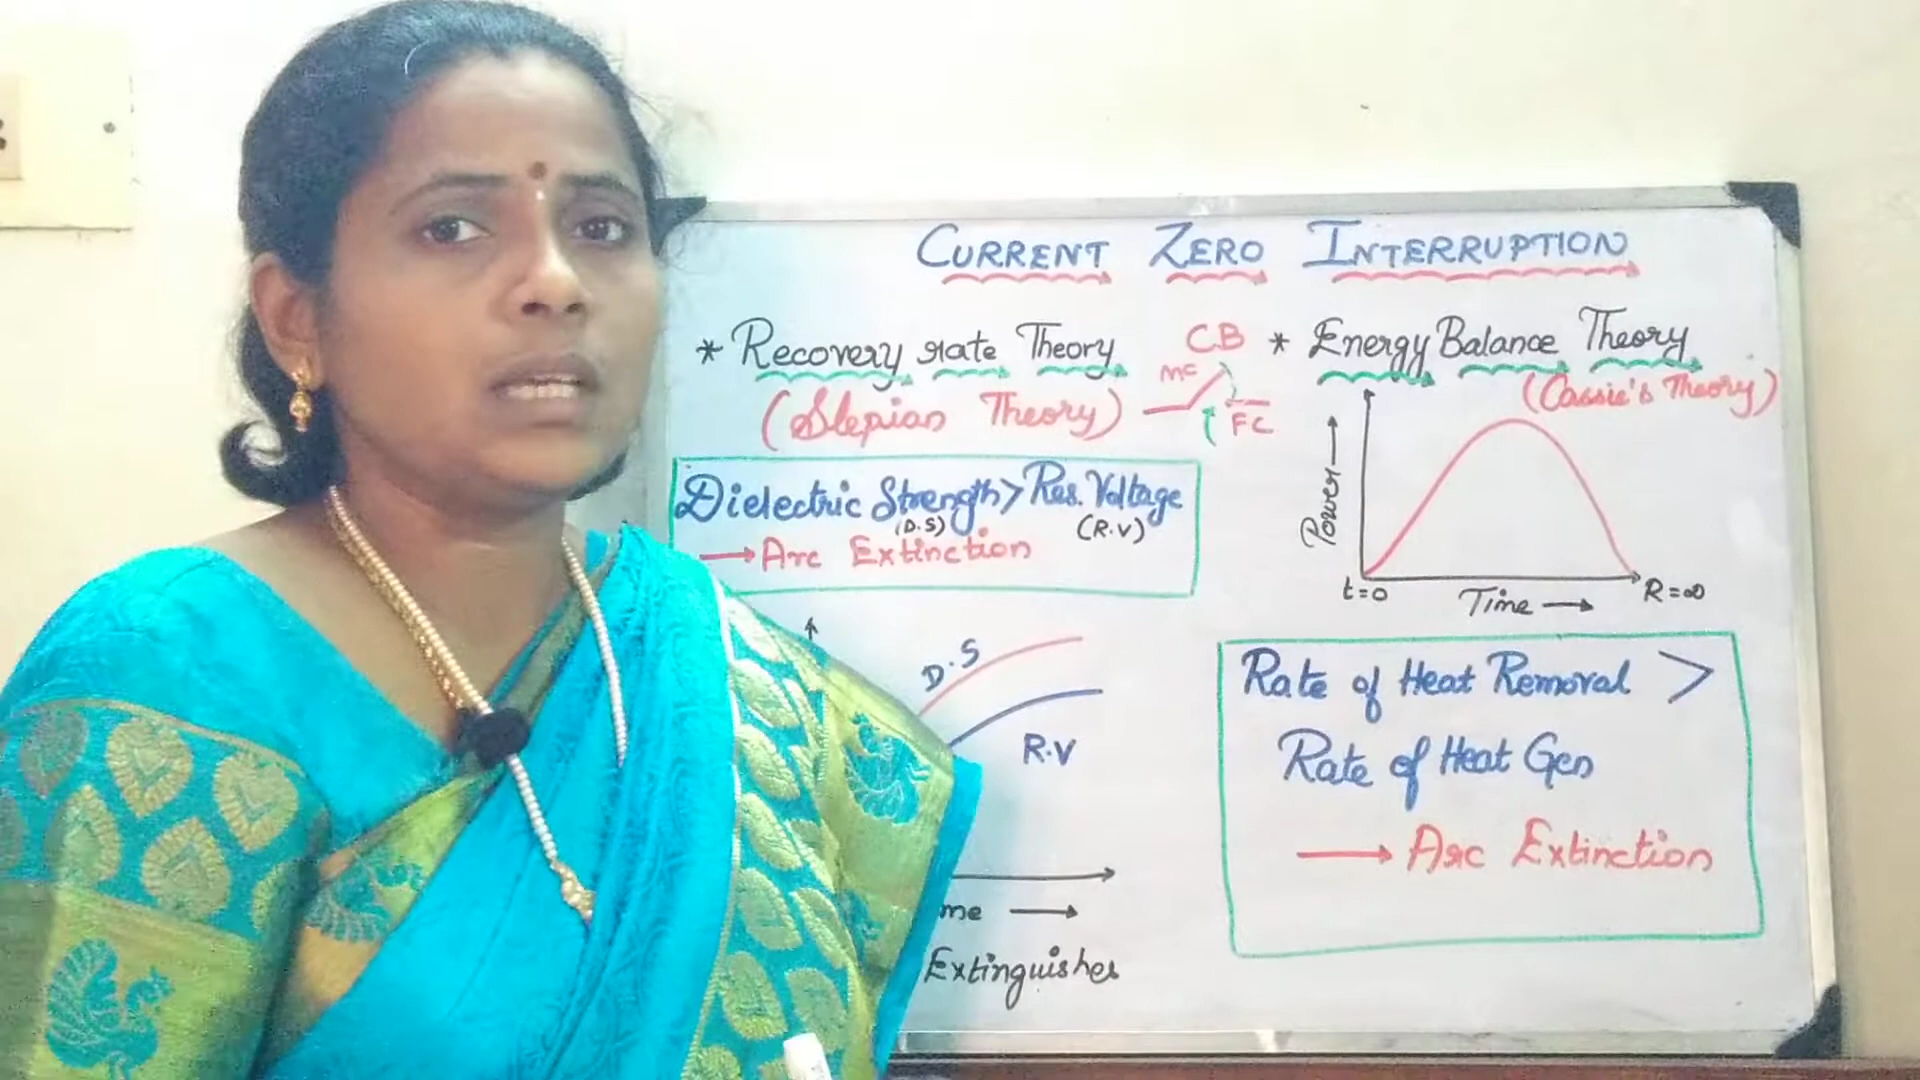 CURRENT ZERO INTERRUPTION
* Recovery rate Theory
(Slepian Theory)
CB
MC
FC
Dielectric Strength > Res. Voltage
(D.S) (R.V)
→ Arc Extinction
D.S
R.V
me →
Extinguishes
* Energy Balance Theory
(Cassie's Theory)
Power →
t=0 Time → R=∞
Rate of Heat Removal >
Rate of Heat Gen
→ Arc Extinction